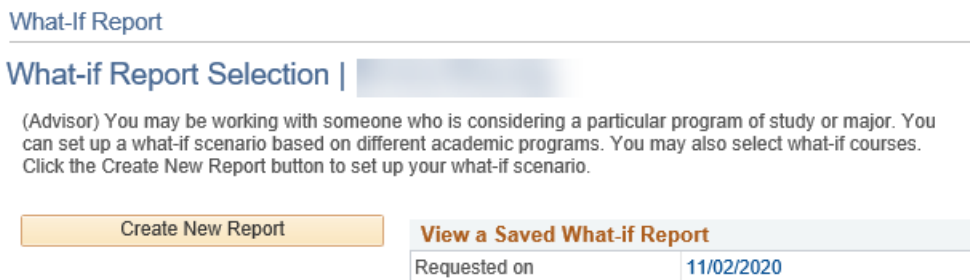 What-If Report
What-if Report Selection |
(Advisor) You may be working with someone who is considering a particular program of study or major. You
can set up a what-if scenario based on different academic programs. You may also select what-if courses.
Click the Create New Report button to set up your what-if scenario.
Create New Report
View a Saved What-if Report
Requested on 11/02/2020